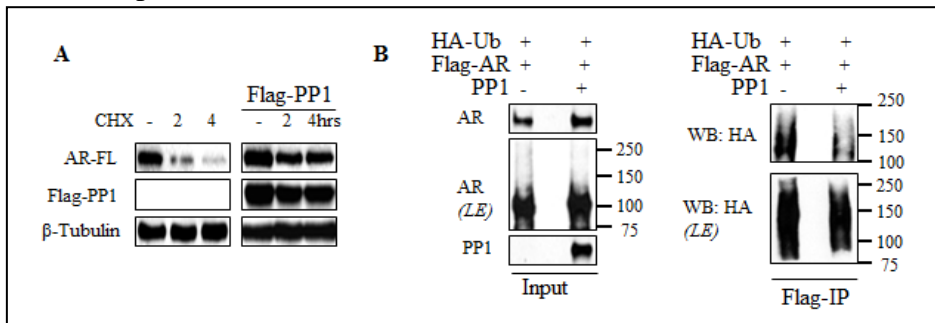 A
Flag-PP1
CHX - 2 4 - 2 4hrs
AR-FL
Flag-PP1
β-Tubulin
B
HA-Ub + +
Flag-AR + +
PP1 - +
AR
250
150
AR
100
(LE)
75
PP1
Input
HA-Ub + +
Flag-AR + +
PP1 - +
250
WB: HA
150
100
250
WB: HA
150
(LE)
100
75
Flag-IP